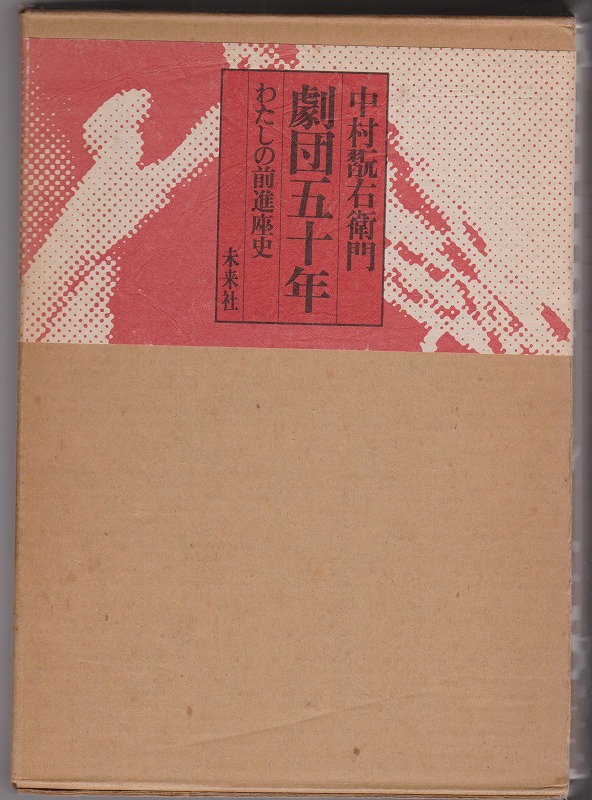 中村翫右衛門
劇団五十年
わたしの前進座史
未来社